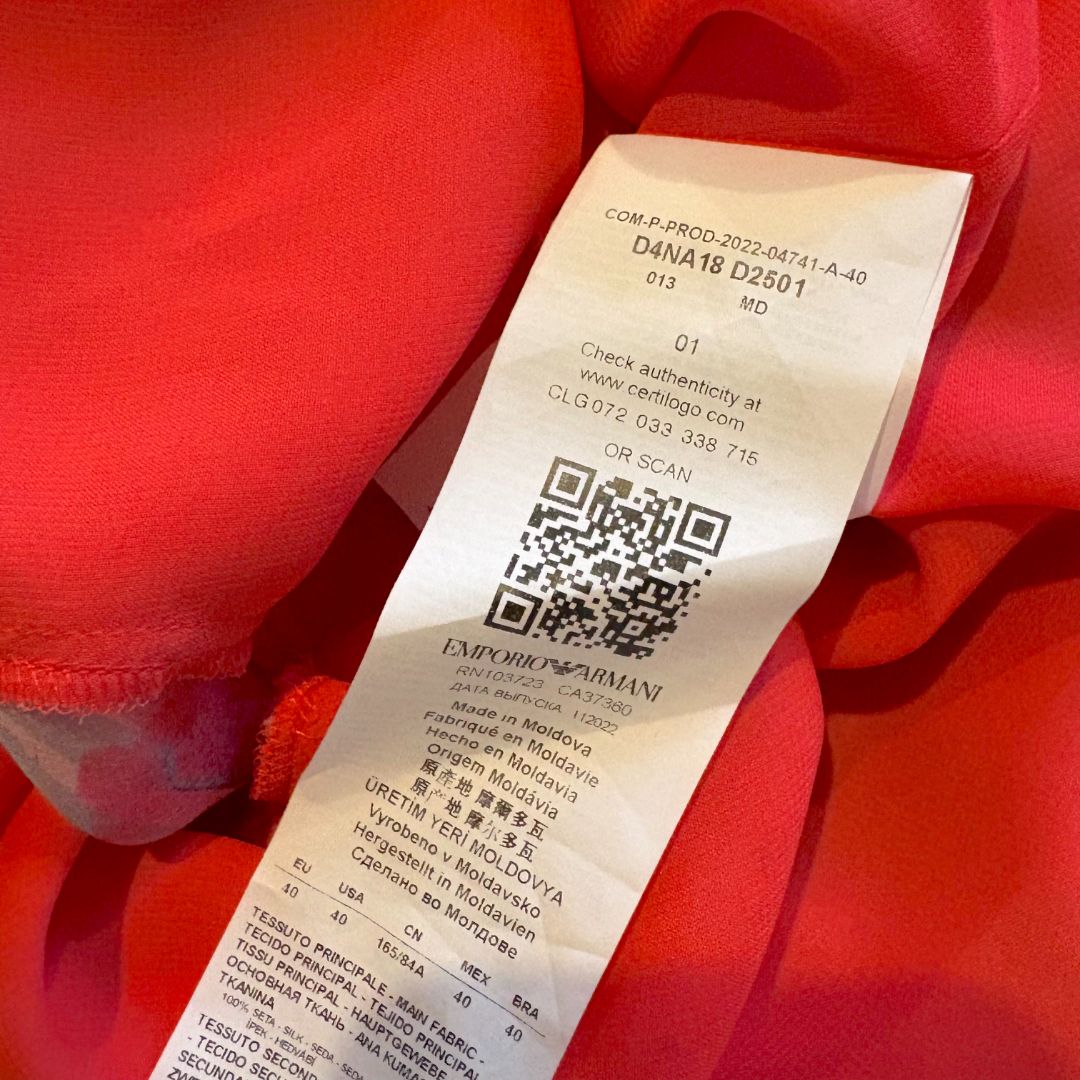 COM-P-PROD-2022-04741-A-40
D4NA18 D2501
013 MD
01
Check authenticity at
www certilogo com
CLG072 033 338 715
OR SCAN
EMPORIO ARMANI
RN103723 CA37360
ДАТА ВЫПУСКА 112022
Made in Moldova
Fabriqué en Moldavie
Hecho en Moldavia
Origem Moldávia
原產地 摩爾多瓦
原产地 摩尔多瓦
ÜRETİM YERİ MOLDOVYA
Vyrobeno v Moldavsko
Hergestellt in Moldavien
Сделано во Молдове
EU USA CN MEX BRA
40 40 165/84A 40 40
TESSUTO PRINCIPALE - MAIN FABRIC -
TECIDO PRINCIPAL - TEJIDO PRINCIPAL
TISSU PRINCIPAL - HAUPTGEWEBE
ОСНОВНАЯ ТКАНЬ - ANA KUMAŞ
TKANINA
100% SETA - SILK - SEDA - SEDA
İPEK - HEDVÁBÍ
TESSUTO SECOND
- TECIDO SECU
SECUNDA